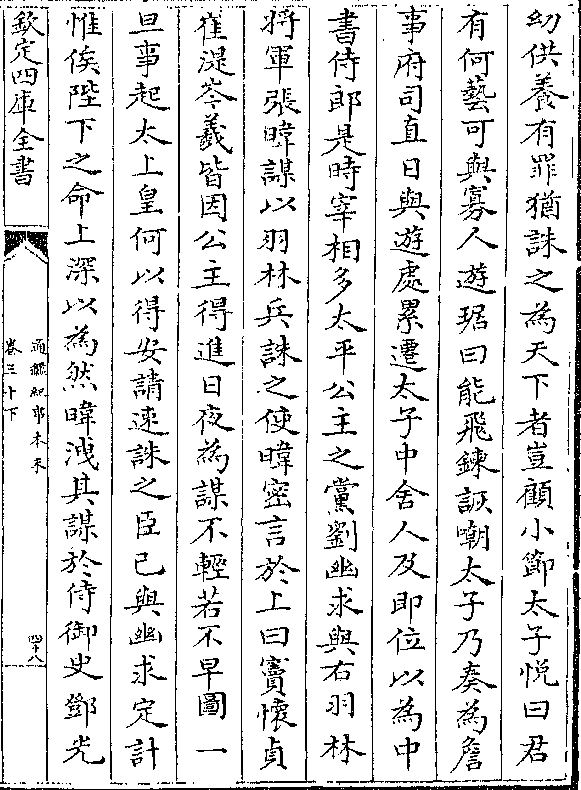 幼供養有罪猶誅之為天下者豈顧小節太子悅曰君
有何藝可與寡人遊琚曰能飛鍊詼嘲太子乃奏為詹
事府司直日與遊處累遷太子中舍人及即位以為中
書侍郎是時宰相多太平公主之黨劉幽求與右羽林
將軍張暐謀以羽林兵誅之使暐密言於上曰竇懷貞
崔湜岑羲皆因公主得進日夜為謀不輕若不早圖一
旦事起太上皇何以得安請速誅之臣已與幽求定計
惟俟陛下之命上深以為然暐洩其謀於侍御史鄧光
欽定四庫全書
通鑑紀事本末
卷三十下
四十八